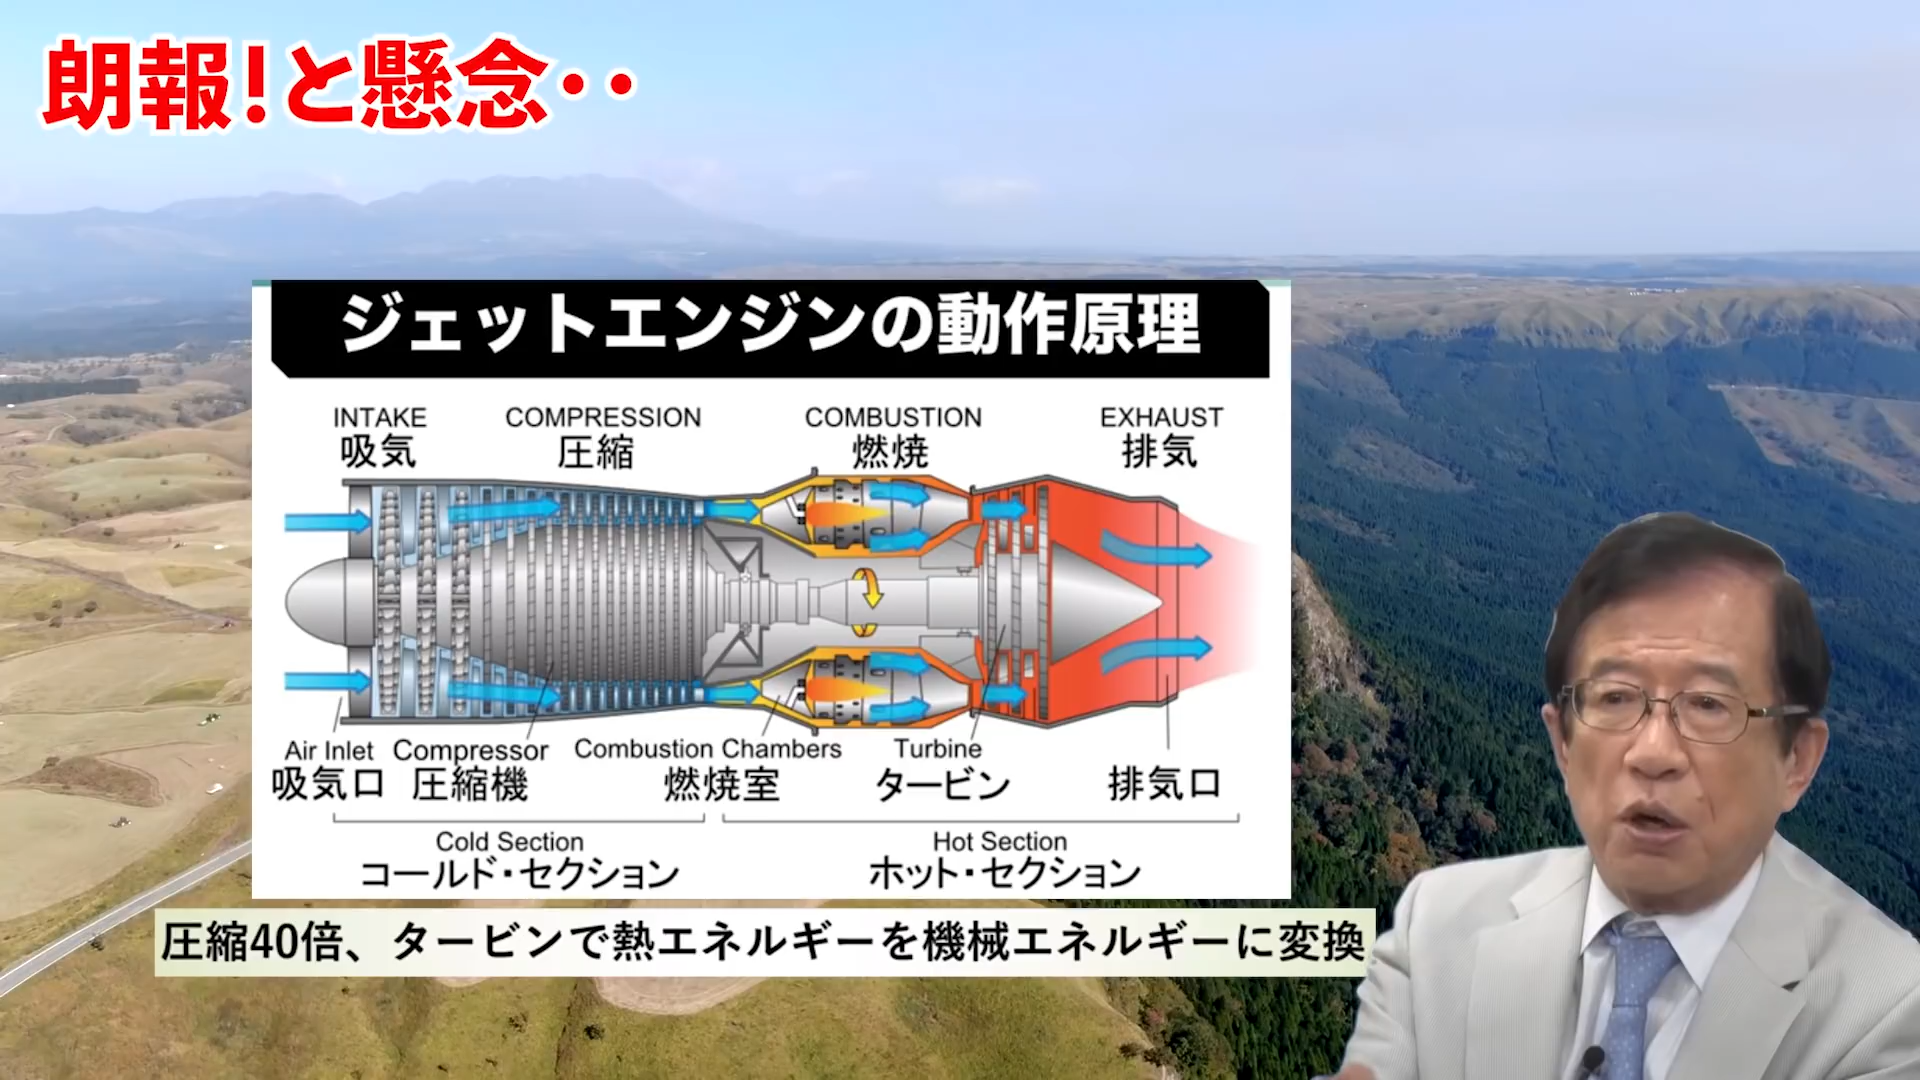 朗報!と懸念‥
ジェットエンジンの動作原理
INTAKE COMPRESSION COMBUSTION EXHAUST
吸気 圧縮 燃焼 排気
Air Inlet Compressor Combustion Chambers Turbine
吸気口 圧縮機 燃焼室 タービン 排気口
Cold Section Hot Section
コールド・セクション ホット・セクション
圧縮40倍、タービンで熱エネルギーを機械エネルギーに変換